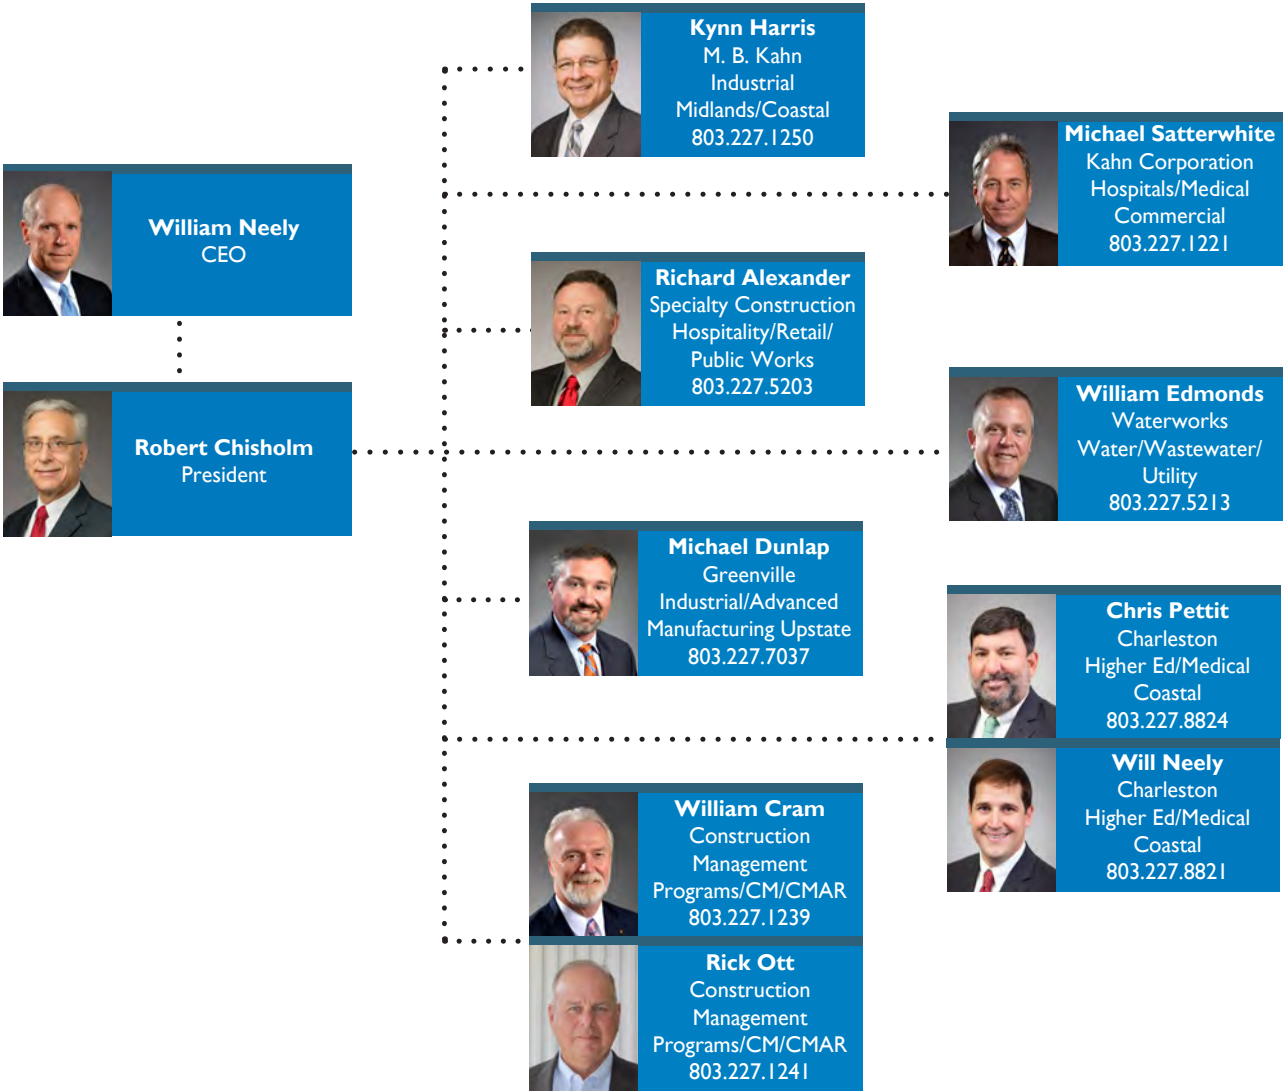 Kynn Harris
M. B. Kahn
Industrial
Midlands/Coastal
803.227.1250
Michael Satterwhite
Kahn Corporation
Hospitals/Medical
Commercial
803.227.1221
William Neely
CEO
Richard Alexander
Specialty Construction
Hospitality/Retail/
Public Works
803.227.5203
William Edmonds
Waterworks
Water/Wastewater/
Utility
803.227.5213
Robert Chisholm
President
Michael Dunlap
Greenville
Industrial/Advanced
Manufacturing Upstate
803.227.7037
Chris Pettit
Charleston
Higher Ed/Medical
Coastal
803.227.8824
Will Neely
Charleston
Higher Ed/Medical
Coastal
803.227.8821
William Cram
Construction
Management
Programs/CM/CMAR
803.227.1239
Rick Ott
Construction
Management
Programs/CM/CMAR
803.227.1241